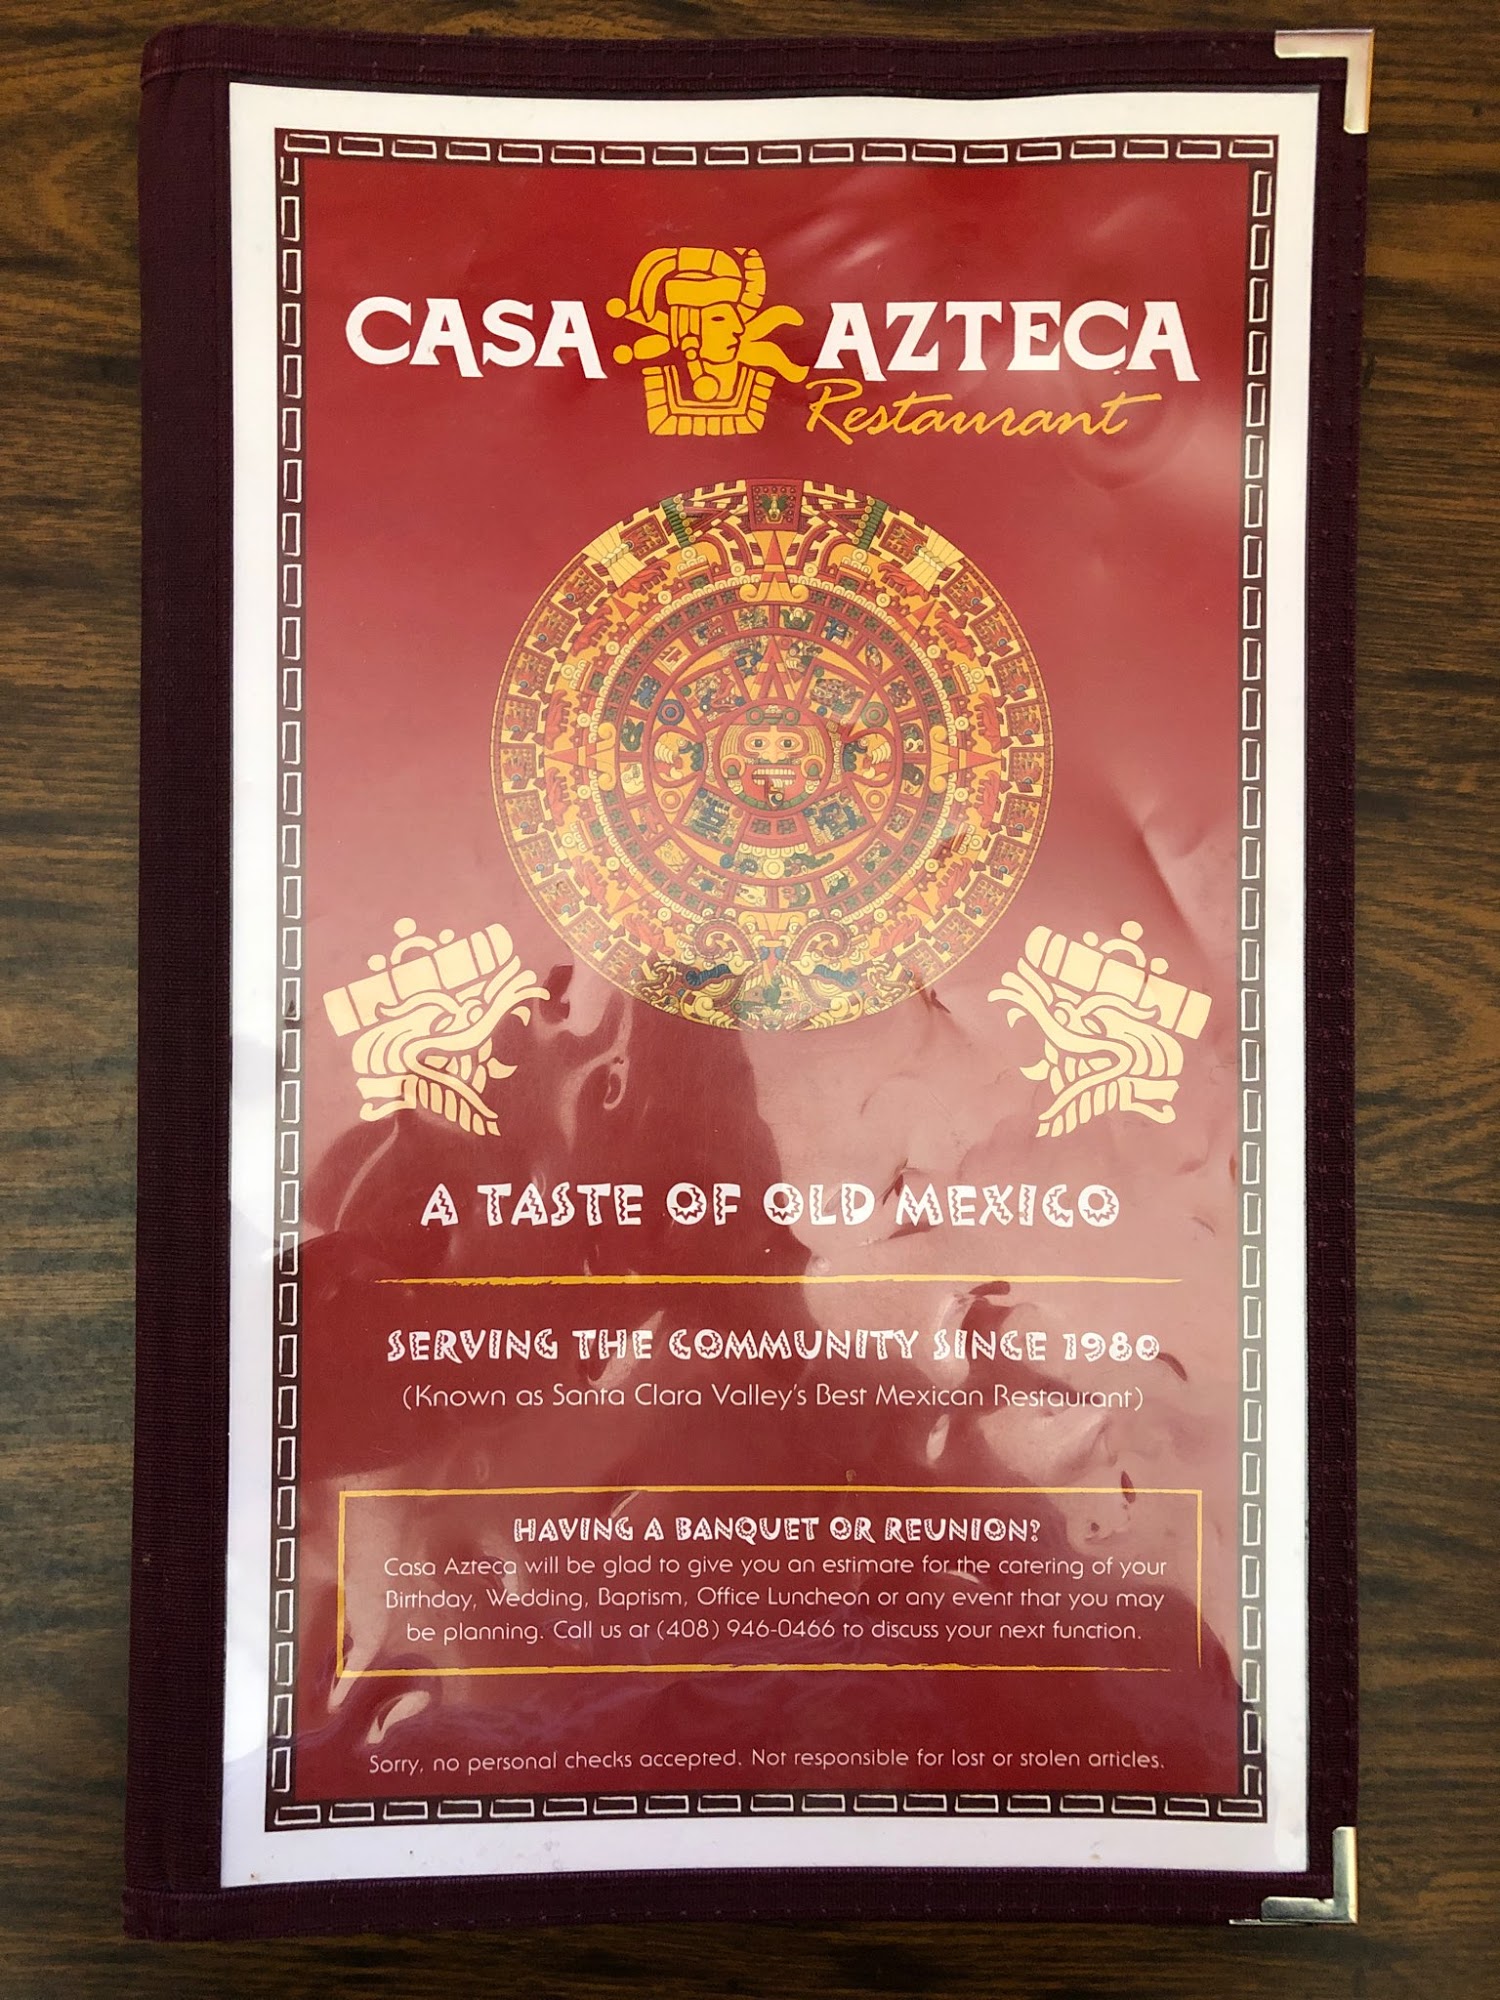 CASA AZTECA
Restaurant
A TASTE OF OLD MEXICO
SERVING THE COMMUNITY SINCE 1980
(Known as Santa Clara Valley's Best Mexican Restaurant)
HAVING A BANQUET OR REUNION?
Casa Azteca will be glad to give you an estimate for the catering of your
Birthday, Wedding, Baptism, Office Luncheon or any event that you may
be planning. Call us at (408) 946-0466 to discuss your next function.
Sorry, no personal checks accepted. Not responsible for lost or stolen articles.